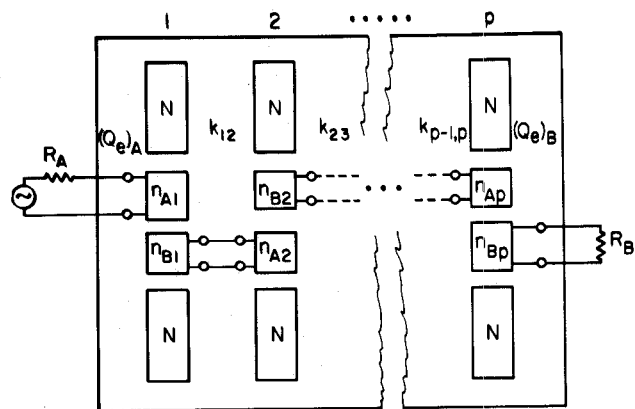 1 2 ..... p
N N N
(Qe)A k12 k23 kp-1,p (Qe)B
RA
nA1 nB2 ... nAp
nB1 nA2 nBp RB
N N N